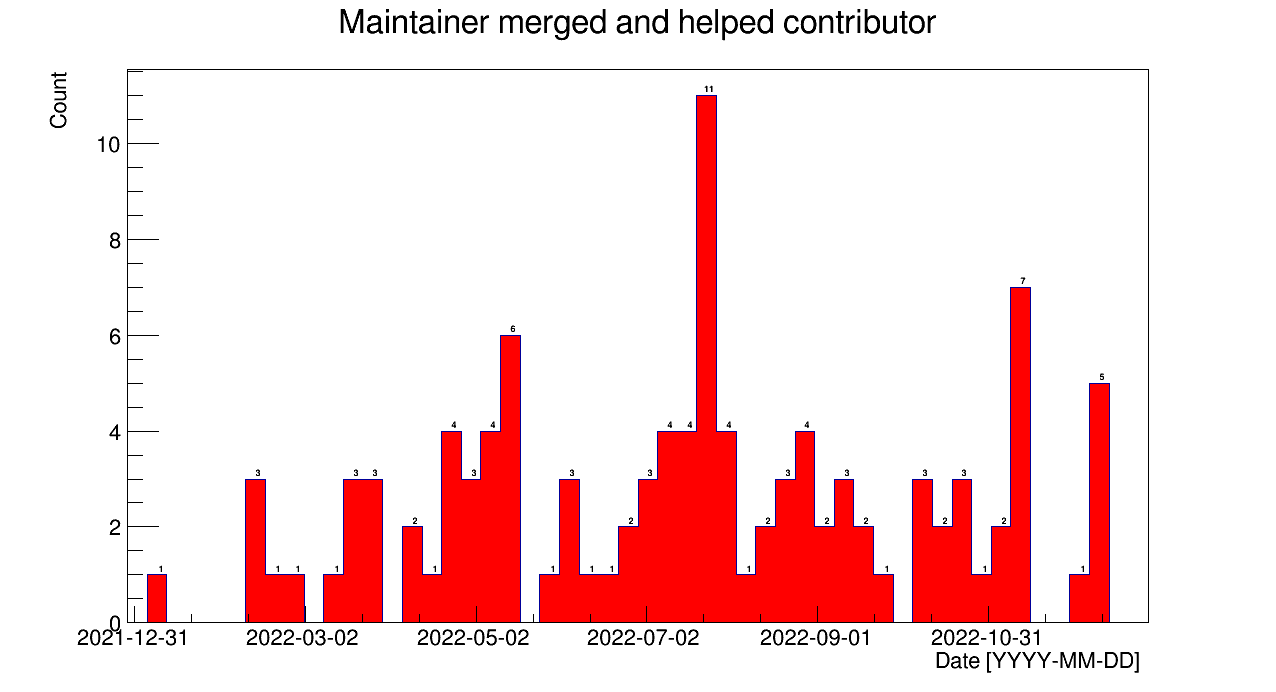 Maintainer merged and helped contributor
Count
10
8
6
4
2
0
1 3 1 1 1 3 3 2 1 4 3 4 6 1 3 1 1 2 3 4 4 11 4 1 2 3 4 2 3 2 1 3 2 3 1 2 7 1 5
2021-12-31 2022-03-02 2022-05-02 2022-07-02 2022-09-01 2022-10-31
Date [YYYY-MM-DD]